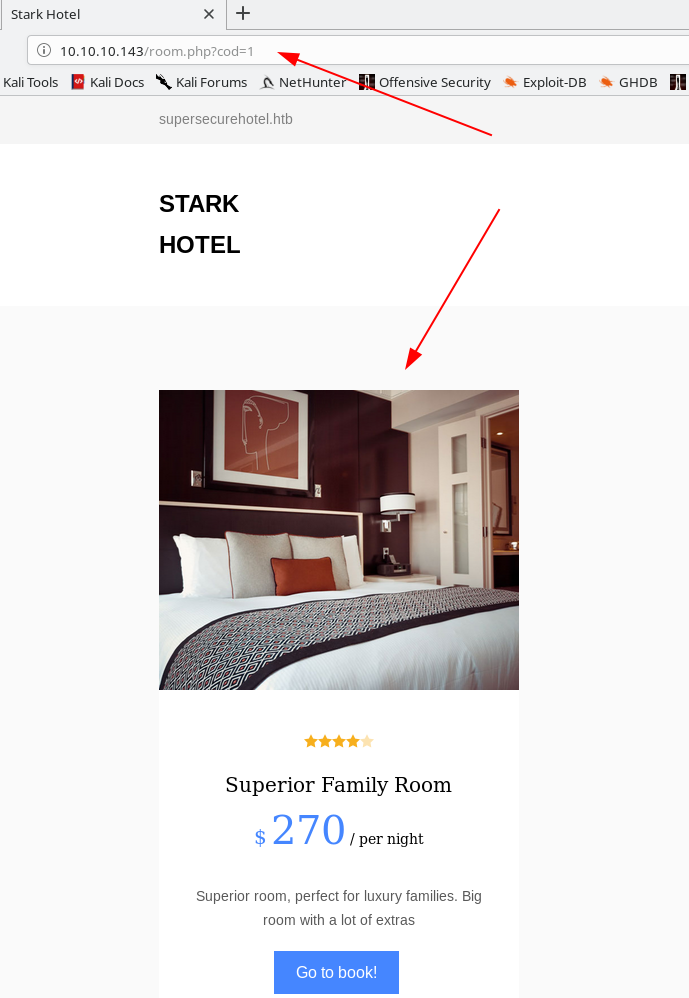 Stark Hotel
10.10.10.143/room.php?cod=1
Kali Tools Kali Docs Kali Forums NetHunter Offensive Security Exploit-DB GHDB
supersecurehotel.htb
STARK
HOTEL
Superior Family Room
$ 270 / per night
Superior room, perfect for luxury families. Big
room with a lot of extras
Go to book!